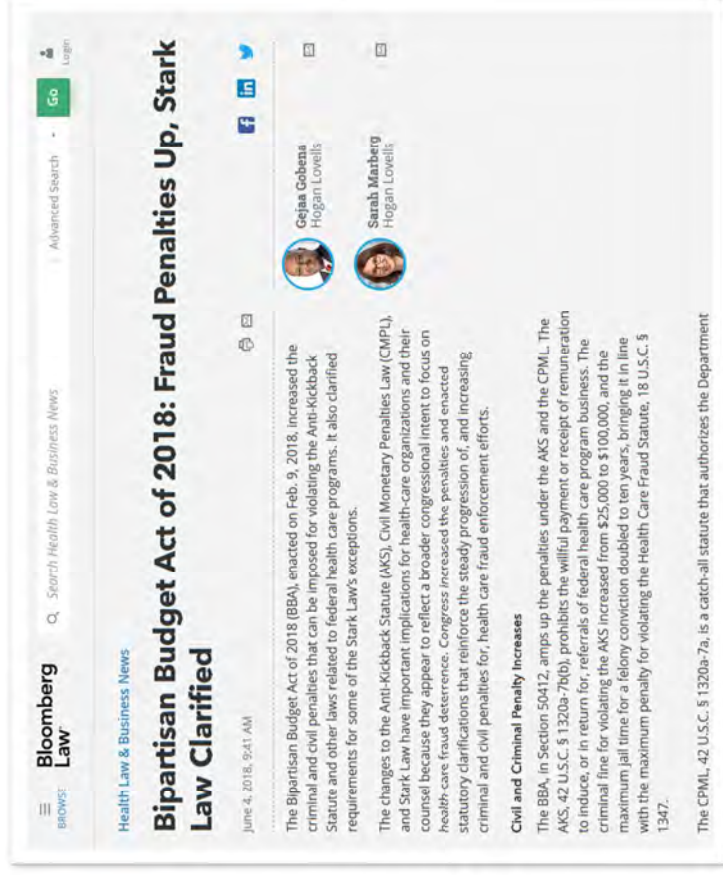 Bloomberg
Law
BROWSE
Search Health Law & Business News
Advanced Search
Go
Login
Health Law & Business News
Bipartisan Budget Act of 2018: Fraud Penalties Up, Stark
Law Clarified
June 4, 2018, 9:41 AM
The Bipartisan Budget Act of 2018 (BBA), enacted on Feb. 9, 2018, increased the
criminal and civil penalties that can be imposed for violating the Anti-Kickback
Statute and other laws related to federal health care programs. It also clarified
requirements for some of the Stark Law's exceptions.
The changes to the Anti-Kickback Statute (AKS), Civil Monetary Penalties Law (CMPL),
and Stark Law have important implications for health-care organizations and their
counsel because they appear to reflect a broader congressional intent to focus on
health-care fraud deterrence. Congress increased the penalties and enacted
statutory clarifications that reinforce the steady progression of, and increasing
criminal and civil penalties for, health care fraud enforcement efforts.
Civil and Criminal Penalty Increases
The BBA, in Section 50412, amps up the penalties under the AKS and the CPML. The
AKS, 42 U.S.C. § 1320a-7b(b), prohibits the willful payment or receipt of remuneration
to induce, or in return for, referrals of federal health care program business. The
criminal fine for violating the AKS increased from $25,000 to $100,000, and the
maximum jail time for a felony conviction doubled to ten years, bringing it in line
with the maximum penalty for violating the Health Care Fraud Statute, 18 U.S.C. §
1347.
The CPML, 42 U.S.C. § 1320a-7a, is a catch-all statute that authorizes the Department
Gejaa Gobena
Hogan Lovells
Sarah Marberg
Hogan Lovells